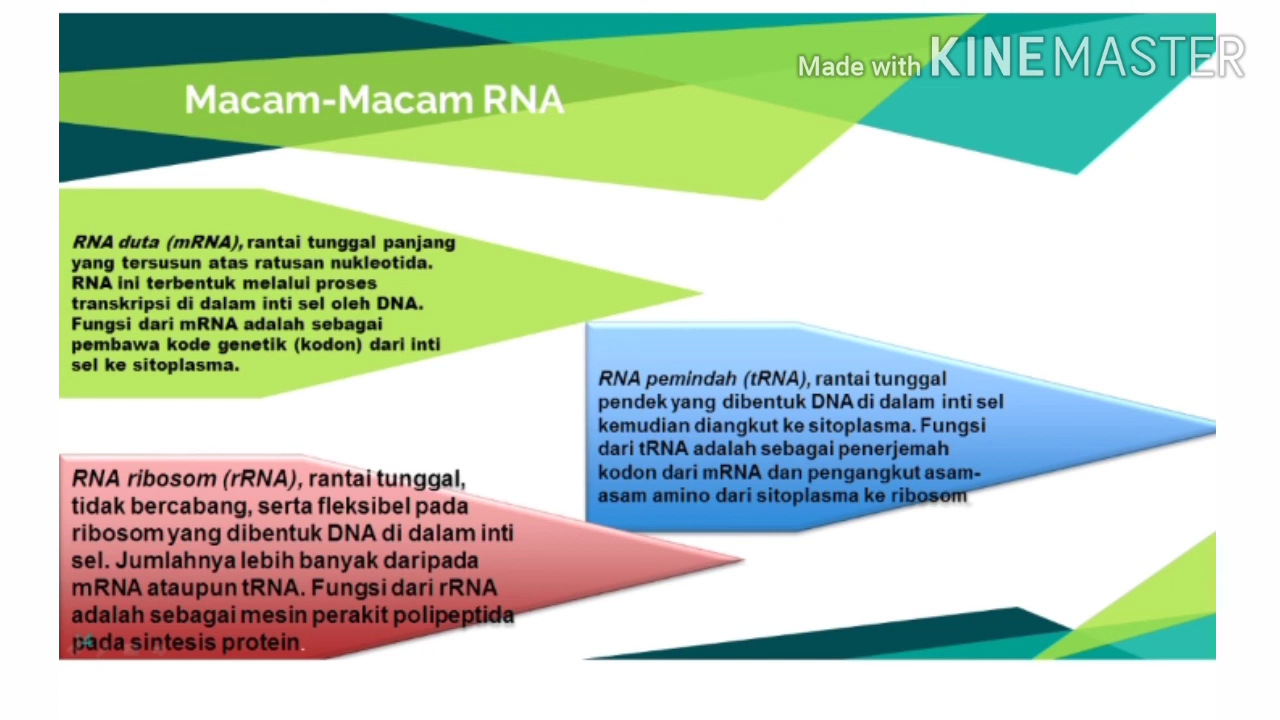 Made with KINEMASTER
Macam-Macam RNA
RNA duta (mRNA), rantai tunggal panjang
yang tersusun atas ratusan nukleotida.
RNA ini terbentuk melalui proses
transkripsi di dalam inti sel oleh DNA.
Fungsi dari mRNA adalah sebagai
pembawa kode genetik (kodon) dari inti
sel ke sitoplasma.
RNA pemindah (tRNA), rantai tunggal
pendek yang dibentuk DNA di dalam inti sel
kemudian diangkut ke sitoplasma. Fungsi
dari tRNA adalah sebagai penerjemah
kodon dari mRNA dan pengangkut asam-
asam amino dari sitoplasma ke ribosom
RNA ribosom (rRNA), rantai tunggal,
tidak bercabang, serta fleksibel pada
ribosom yang dibentuk DNA di dalam inti
sel. Jumlahnya lebih banyak daripada
mRNA ataupun tRNA. Fungsi dari rRNA
adalah sebagai mesin perakit polipeptida
pada sintesis protein.